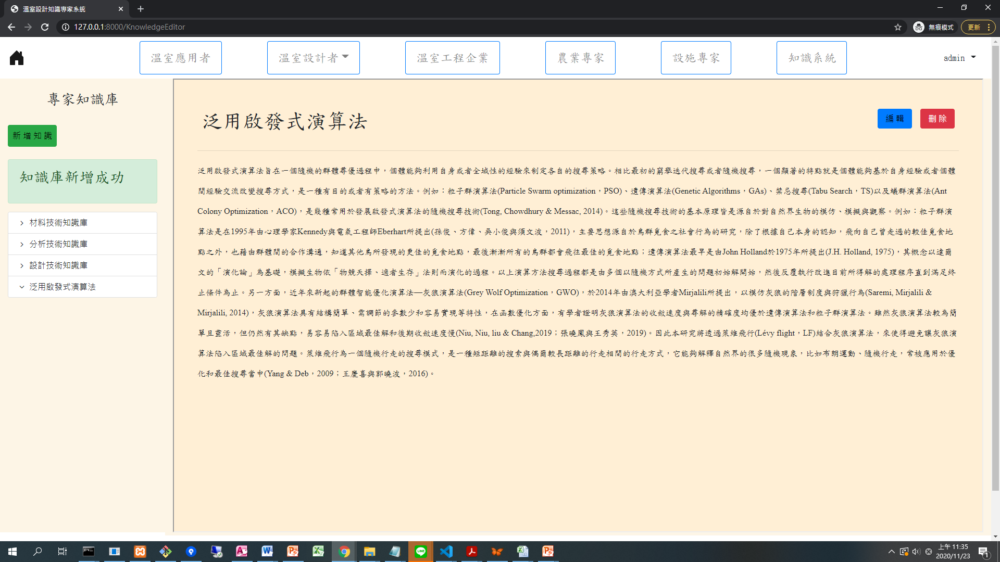 溫室設計知識專家系統
127.0.0.1:8000/KnowledgeEditor
無痕模式
更新
溫室應用者
溫室設計者
溫室工程企業
農業專家
設施專家
知識系統
admin
專家知識庫
新增知識
知識庫新增成功
材料技術知識庫
分析技術知識庫
設計技術知識庫
泛用啟發式演算法
泛用啟發式演算法
編輯
刪除
泛用啟發式演算法旨在一個隨機的群體尋優過程中，個體能夠利用自身或者全域性的經驗來制定各自的搜尋策略。相比最初的窮舉迭代搜尋或者隨機搜尋，一個顯著的特點就是個體能夠基於自身經驗或者個體
間經驗交流改變搜尋方式，是一種有目的或者有策略的方法。例如：粒子群演算法(Particle Swarm optimization，PSO)、遺傳演算法(Genetic Algorithms，GAs)、禁忌搜尋(Tabu Search，TS)以及蟻群演算法(Ant
Colony Optimization，ACO)，是幾種常用於發展啟發式演算法的隨機搜尋技術(Tong, Chowdhury & Messac, 2014)。這些隨機搜尋技術的基本原理皆是源自於對自然界生物的模仿、模擬與觀察。例如：粒子群演
算法是在1995年由心理學家Kennedy與電氣工程師Eberhart所提出(孫俊、方偉、吳小俊與須文波，2011)，主要思想源自於鳥群覓食之社會行為的研究，除了根據自己本身的認知，飛向自己曾走過的較佳覓食地
點之外，也藉由群體間的合作溝通，知道其他鳥所發現的更佳的覓食地點，最後漸漸所有的鳥群都會飛往最佳的覓食地點；遺傳演算法最早是由John Holland於1975年所提出(J.H. Holland, 1975)，其概念以達爾
文的「演化論」為基礎，模擬生物依「物競天擇、適者生存」法則而演化的過程。以上演算方法搜尋過程都是由多個以隨機方式所產生的問題初始解開始，然後反覆執行改進目前所得解的處理程序直到滿足終
止條件為止。另一方面，近年來新起的群體智能優化演算法—灰狼演算法(Grey Wolf Optimization，GWO)，於2014年由澳大利亞學者Mirjalili所提出，以模仿灰狼的階層制度與狩獵行為(Saremi, Mirjalili &
Mirjalili, 2014)，灰狼演算法具有結構簡單、需調節的參數少和容易實現等特性，在函數優化方面，有學者證明灰狼演算法的收斂速度與尋解的精確度均優於遺傳演算法和粒子群演算法。雖然灰狼演算法較為簡
單且靈活，但仍然有其缺點，易容易陷入區域最佳解和後期收斂速度慢(Niu, Niu, liu & Chang,2019；張曉鳳與王秀英，2019)。因此本研究將透過萊維飛行(Lévy flight，LF)結合灰狼演算法，來使得避免讓灰狼演
算法陷入區域最佳解的問題。萊維飛行為一個隨機行走的搜尋模式，是一種短距離的搜索與偶爾較長距離的行走相間的行走方式，它能夠解釋自然界的很多隨機現象，比如布朗運動、隨機行走，常被應用於優
化和最佳搜尋當中(Yang & Deb，2009；王慶喜與郭曉波，2016)。
上午 11:35
2020/11/23
1